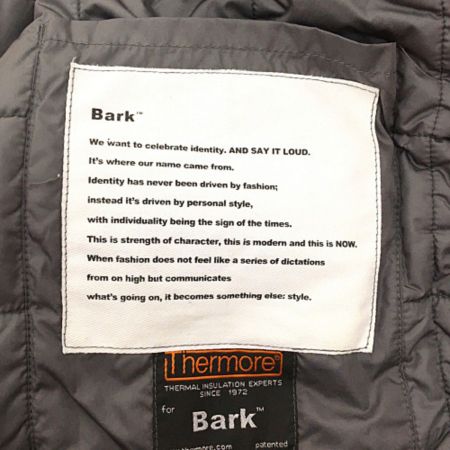 Bark™
We want to celebrate identity. AND SAY IT LOUD.
It's where our name came from.
Identity has never been driven by fashion;
instead it's driven by personal style,
with individuality being the sign of the times.
This is strength of character, this is modern and this is NOW.
When fashion does not feel like a series of dictations
from on high but communicates
what's going on, it becomes something else: style.
Thermore®
THERMAL INSULATION EXPERTS
SINCE 1972
for
Bark™
.thermore.com patented